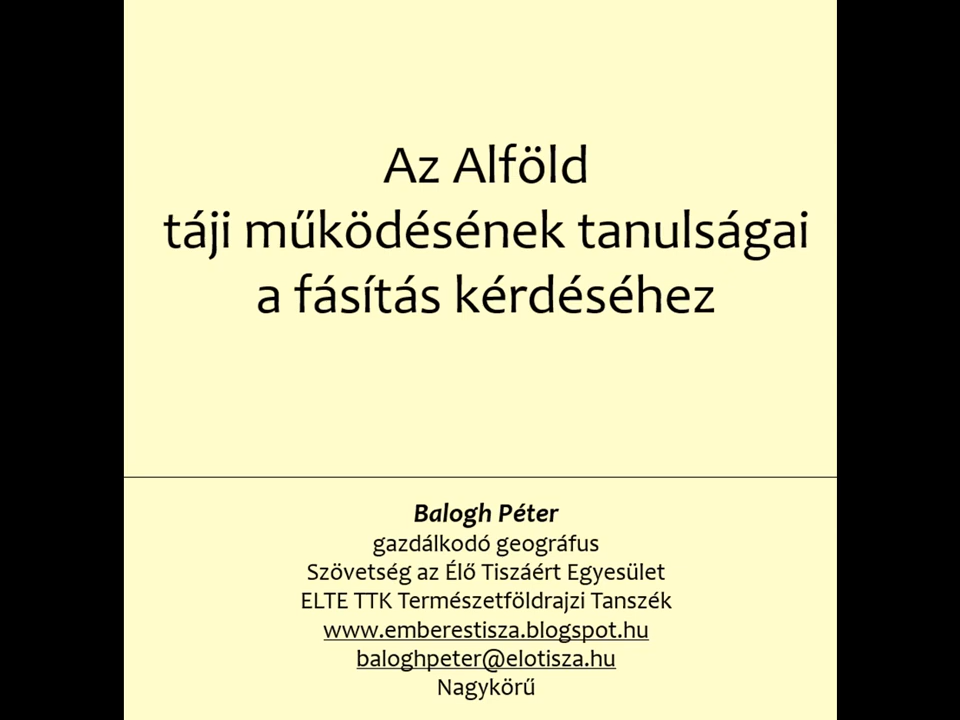 Az Alföld
táji működésének tanulságai
a fásítás kérdéséhez
Balogh Péter
gazdálkodó geográfus
Szövetség az Élő Tiszáért Egyesület
ELTE TTK Természetföldrajzi Tanszék
www.emberestisza.blogspot.hu
baloghpeter@elotisza.hu
Nagykörű